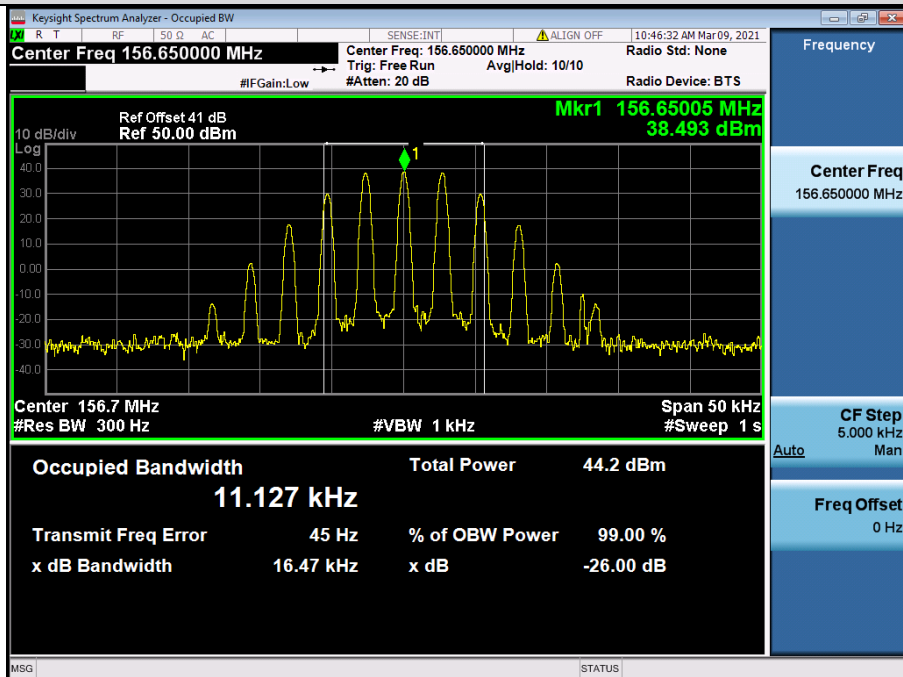 Keysight Spectrum Analyzer - Occupied BW
LXI R T RF 50 Ω AC SENSE:INT ALIGN OFF 10:46:32 AM Mar 09, 2021
Center Freq 156.650000 MHz
#IFGain:Low
Center Freq: 156.650000 MHz
Trig: Free Run Avg|Hold: 10/10
#Atten: 20 dB
Radio Std: None
Radio Device: BTS
Mkr1 156.65005 MHz
38.493 dBm
Ref Offset 41 dB
10 dB/div Ref 50.00 dBm
Log
1
40.0
30.0
20.0
10.0
0.00
-10.0
-20.0
-30.0
-40.0
Center 156.7 MHz Span 50 kHz
#Res BW 300 Hz #VBW 1 kHz #Sweep 1 s
Occupied Bandwidth Total Power 44.2 dBm
11.127 kHz
Transmit Freq Error 45 Hz % of OBW Power 99.00 %
x dB Bandwidth 16.47 kHz x dB -26.00 dB
MSG STATUS
Frequency
Center Freq
156.650000 MHz
CF Step
5.000 kHz
Auto Man
Freq Offset
0 Hz